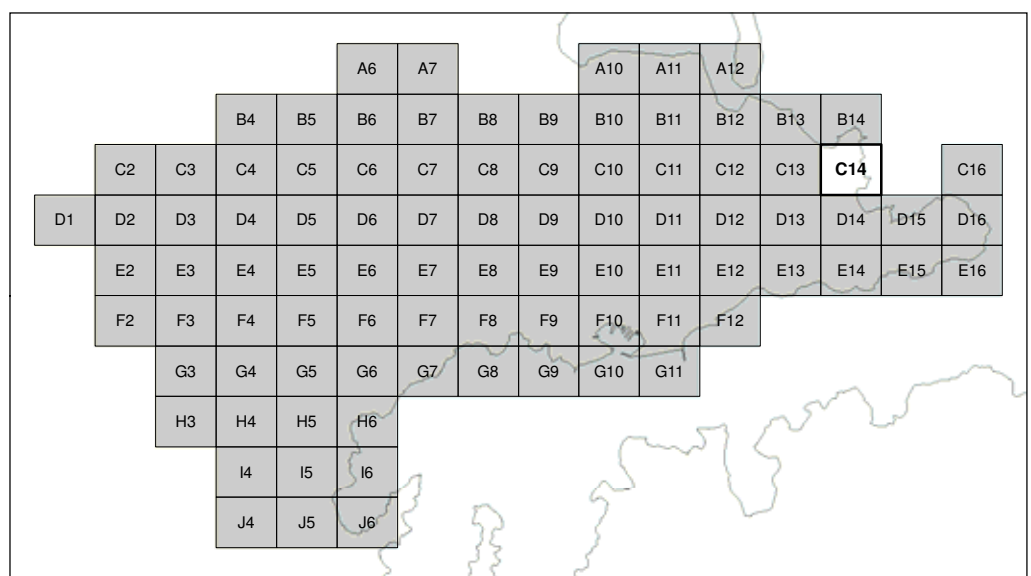 A6 A7 A10 A11 A12
B4 B5 B6 B7 B8 B9 B10 B11 B12 B13 B14
C2 C3 C4 C5 C6 C7 C8 C9 C10 C11 C12 C13 C14 C16
D1 D2 D3 D4 D5 D6 D7 D8 D9 D10 D11 D12 D13 D14 D15 D16
E2 E3 E4 E5 E6 E7 E8 E9 E10 E11 E12 E13 E14 E15 E16
F2 F3 F4 F5 F6 F7 F8 F9 F10 F11 F12
G3 G4 G5 G6 G7 G8 G9 G10 G11
H3 H4 H5 H6
I4 I5 I6
J4 J5 J6